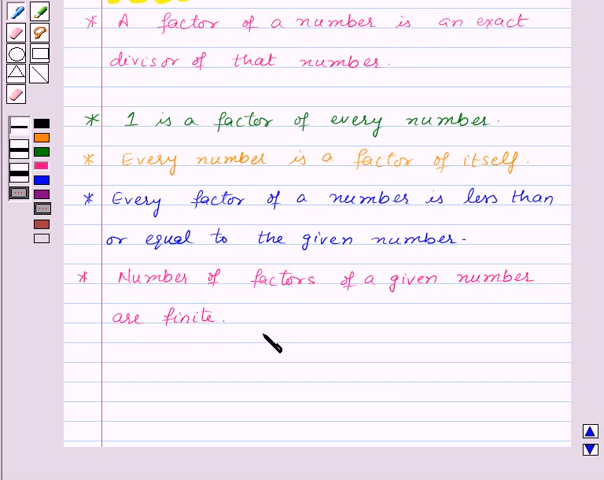 * A factor of a number is an exact
divisor of that number.
* 1 is a factor of every number.
* Every number is a factor of itself.
* Every factor of a number is less than
or equal to the given number.
* Number of factors of a given number
are finite.